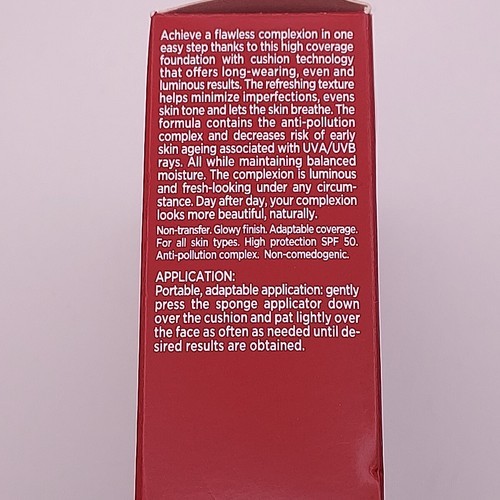 Achieve a flawless complexion in one
easy step thanks to this high coverage
foundation with cushion technology
that offers long-wearing, even and
luminous results. The refreshing texture
helps minimize imperfections, evens
skin tone and lets the skin breathe. The
formula contains the anti-pollution
complex and decreases risk of early
skin ageing associated with UVA/UVB
rays. All while maintaining balanced
moisture. The complexion is luminous
and fresh-looking under any circum-
stance. Day after day, your complexion
looks more beautiful, naturally.
Non-transfer. Glowy finish. Adaptable coverage.
For all skin types. High protection SPF 50.
Anti-pollution complex. Non-comedogenic.
APPLICATION:
Portable, adaptable application: gently
press the sponge applicator down
over the cushion and pat lightly over
the face as often as needed until de-
sired results are obtained.